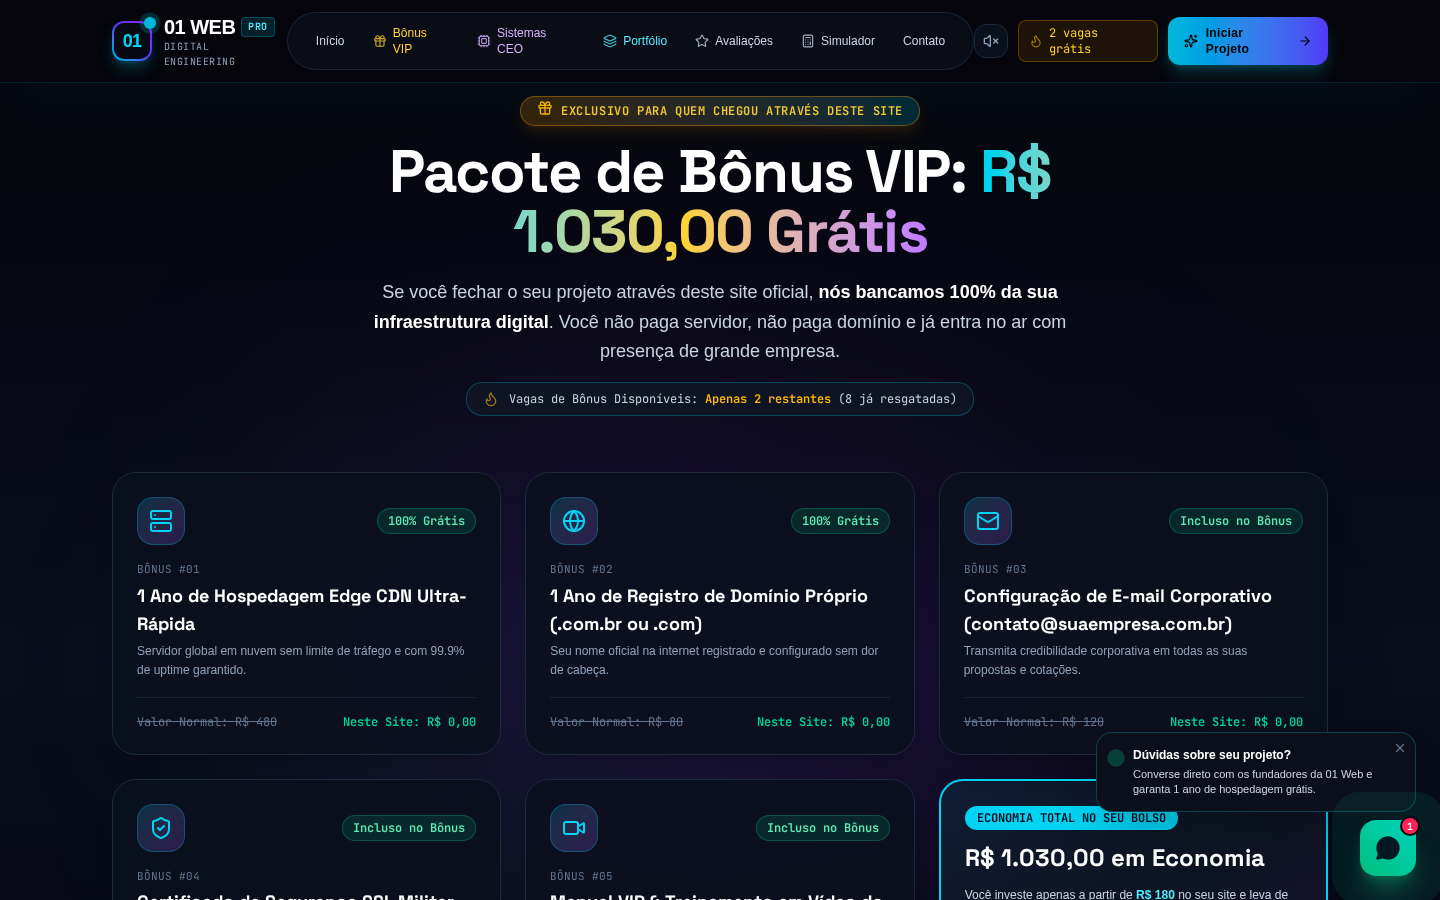 01
01 WEB
PRO
DIGITAL
ENGINEERING
Início
Bônus
VIP
Sistemas
CEO
Portfólio
Avaliações
Simulador
Contato
2 vagas
grátis
Iniciar
Projeto
EXCLUSIVO PARA QUEM CHEGOU ATRAVÉS DESTE SITE
Pacote de Bônus VIP: R$
1.030,00 Grátis
Se você fechar o seu projeto através deste site oficial, nós bancamos 100% da sua
infraestrutura digital. Você não paga servidor, não paga domínio e já entra no ar com
presença de grande empresa.
Vagas de Bônus Disponíveis: Apenas 2 restantes (8 já resgatadas)
100% Grátis
BÔNUS #01
1 Ano de Hospedagem Edge CDN Ultra-
Rápida
Servidor global em nuvem sem limite de tráfego e com 99.9%
de uptime garantido.
Valor Normal: R$ 480
Neste Site: R$ 0,00
100% Grátis
BÔNUS #02
1 Ano de Registro de Domínio Próprio
(.com.br ou .com)
Seu nome oficial na internet registrado e configurado sem dor
de cabeça.
Valor Normal: R$ 80
Neste Site: R$ 0,00
Incluso no Bônus
BÔNUS #03
Configuração de E-mail Corporativo
(contato@suaempresa.com.br)
Transmita credibilidade corporativa em todas as suas
propostas e cotações.
Valor Normal: R$ 120
Neste Site: R$ 0,00
Dúvidas sobre seu projeto?
Converse direto com os fundadores da 01 Web e
garanta 1 ano de hospedagem grátis.
1
Incluso no Bônus
BÔNUS #04
Certificado de Segurança SSL Militar
Incluso no Bônus
BÔNUS #05
Manual VIP & Treinamento em Vídeo do
ECONOMIA TOTAL NO SEU BOLSO
R$ 1.030,00 em Economia
Você investe apenas a partir de R$ 180 no seu site e leva de